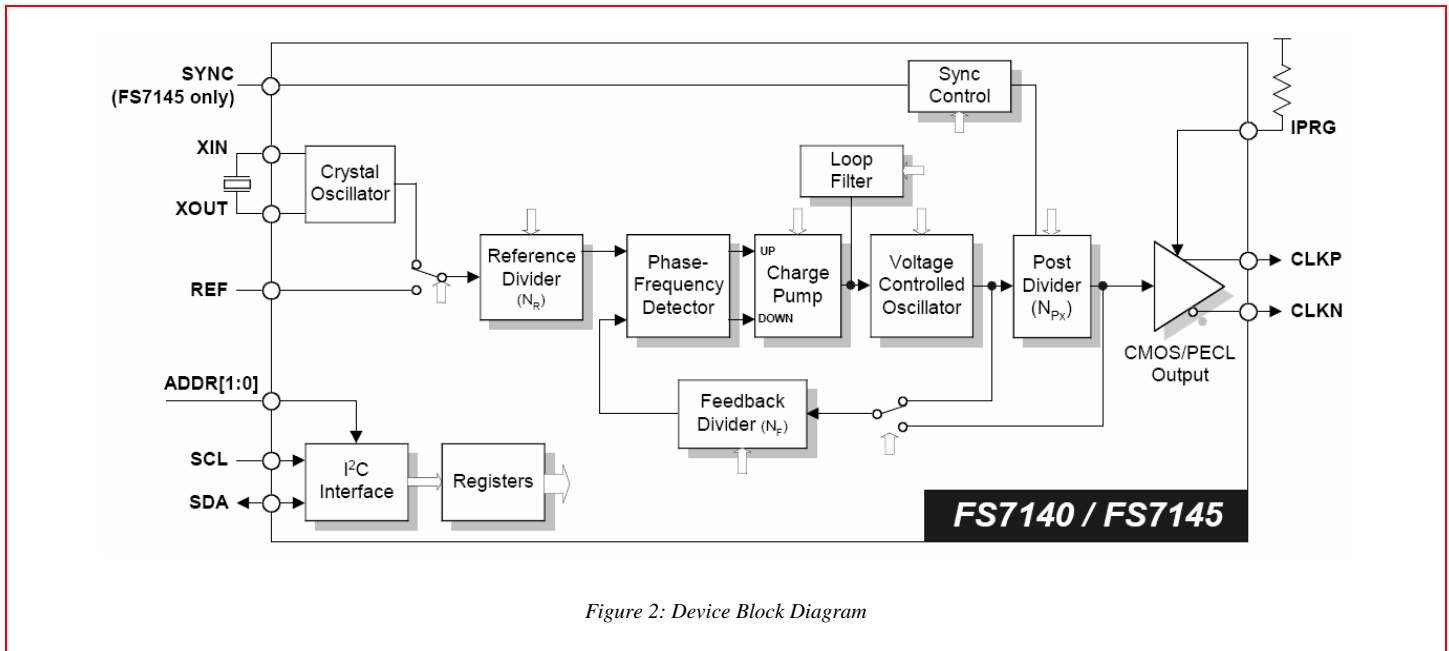 SYNC
(FS7145 only)
Sync
Control
IPRG
XIN
XOUT
Crystal
Oscillator
Loop
Filter
REF
Reference
Divider
(NR)
Phase-
Frequency
Detector
UP
Charge
Pump
DOWN
Voltage
Controlled
Oscillator
Post
Divider
(NPx)
CLKP
CLKN
CMOS/PECL
Output
ADDR[1:0]
Feedback
Divider (NF)
SCL
SDA
I²C
Interface
Registers
FS7140 / FS7145
Figure 2: Device Block Diagram